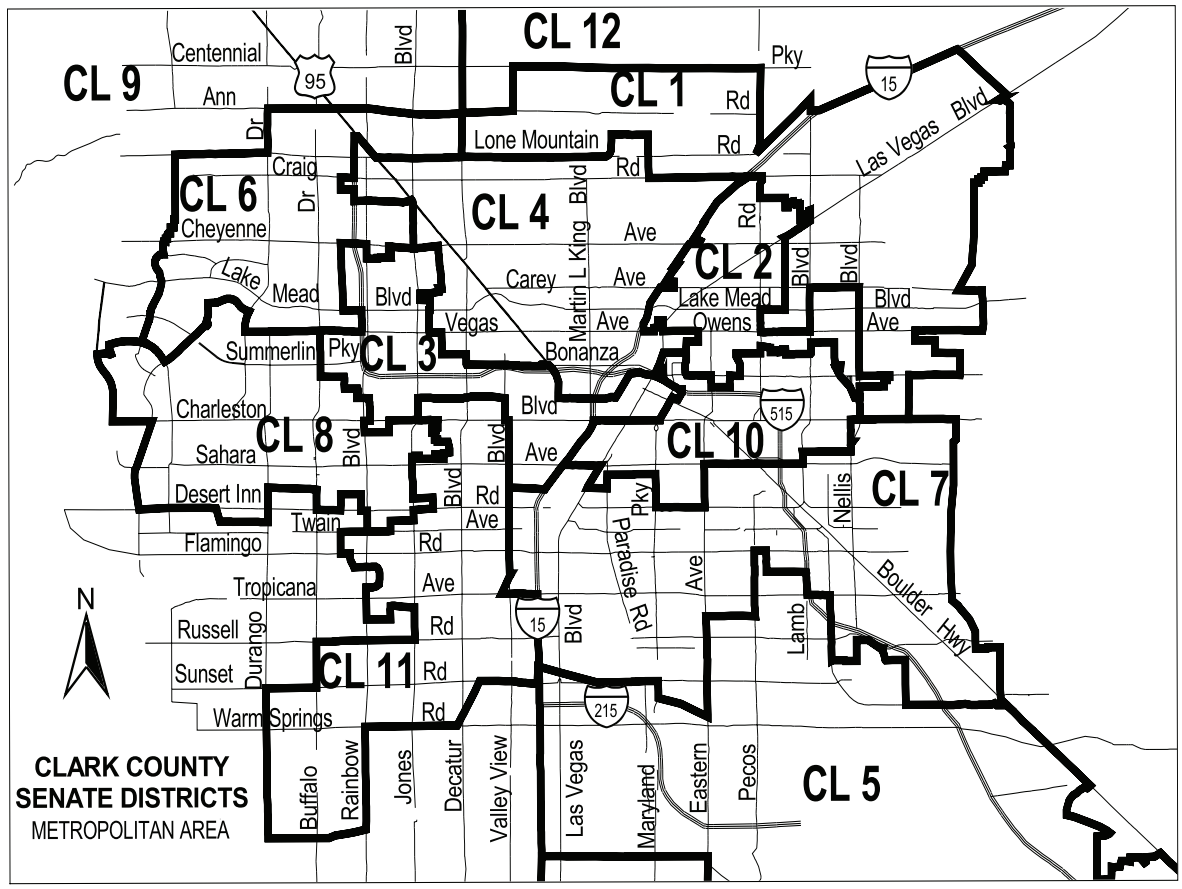 CL 12
Centennial
Blvd
Pky
CL 9
95
15
CL 1
Ann
Rd
Blvd
Dr
Lone Mountain
Rd
Las Vegas
Craig
Rd
CL 6
Dr
CL 4
Blvd
Rd
Cheyenne
Ave
Martin L King
CL 2
Blvd
Blvd
Lake
Mead
Blvd
Carey
Ave
Lake Mead
Blvd
Vegas
Ave
Owens
Ave
Summerlin
Pky
CL 3
Bonanza
Charleston
Blvd
515
CL 8
Blvd
Blvd
CL 10
Sahara
Ave
Desert Inn
Blvd
Rd
Pky
Nellis
CL 7
Twain
Ave
Flamingo
Rd
Paradise Rd
Ave
Boulder
Hwy
Tropicana
Ave
N
Russell
Durango
Rd
15
Blvd
Lamb
Sunset
CL 11
Rd
Warm Springs
Rd
215
CLARK COUNTY
SENATE DISTRICTS
METROPOLITAN AREA
Buffalo
Rainbow
Jones
Decatur
Valley View
Las Vegas
Maryland
Eastern
Pecos
CL 5